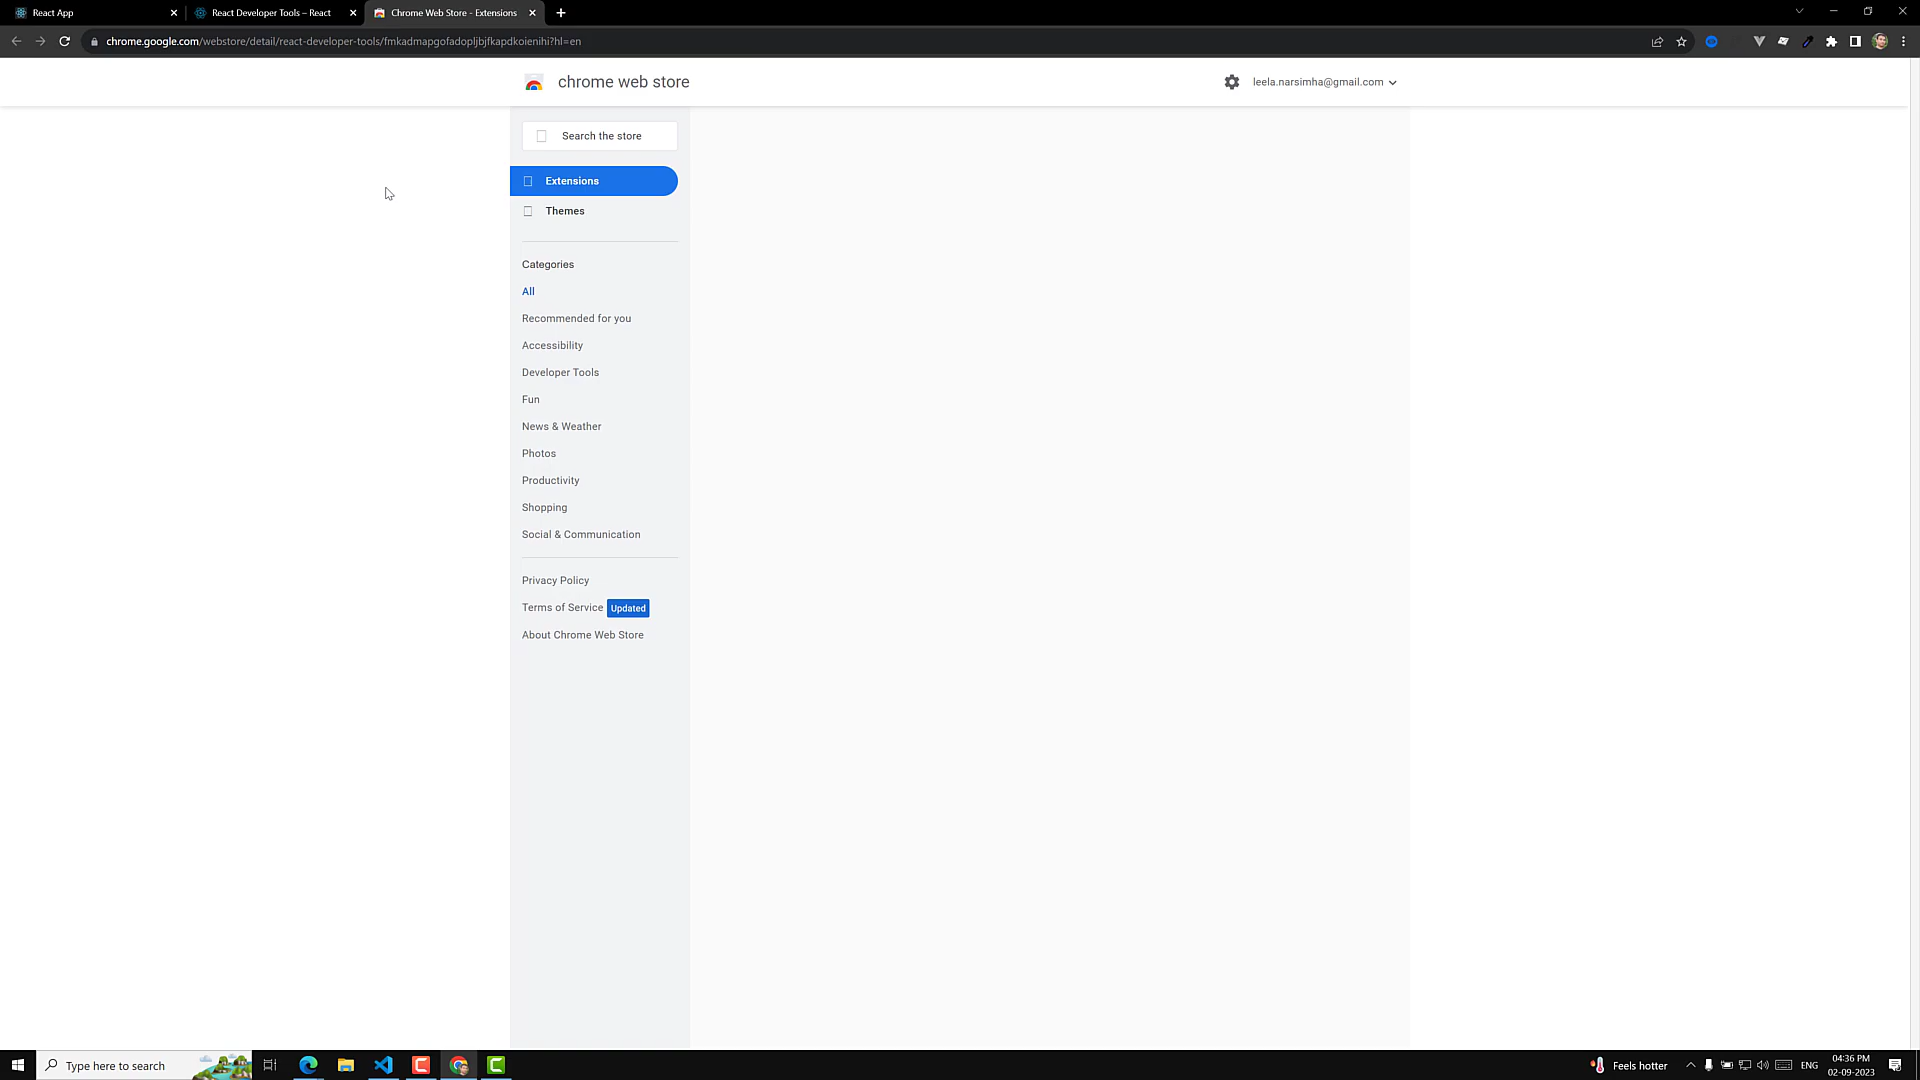 React App
React Developer Tools – React
Chrome Web Store - Extensions
chrome.google.com/webstore/detail/react-developer-tools/fmkadmapgofadopljbjfkapdkoienihi?hl=en
chrome web store
leela.narsimha@gmail.com
Search the store
Extensions
Themes
Categories
All
Recommended for you
Accessibility
Developer Tools
Fun
News & Weather
Photos
Productivity
Shopping
Social & Communication
Privacy Policy
Terms of Service Updated
About Chrome Web Store
Type here to search
Feels hotter
ENG
04:36 PM
02-09-2023